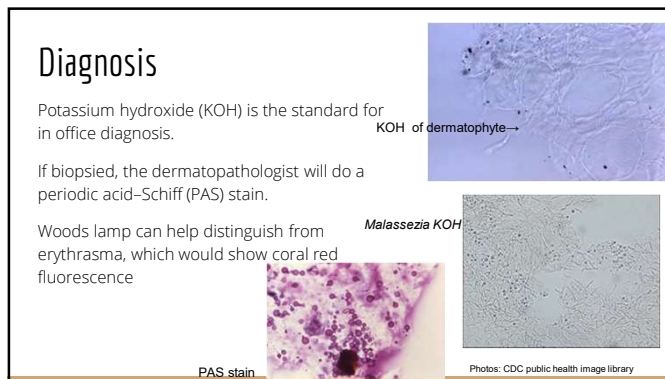 Diagnosis
Potassium hydroxide (KOH) is the standard for
in office diagnosis.
KOH of dermatophyte→
If biopsied, the dermatopathologist will do a
periodic acid–Schiff (PAS) stain.
Woods lamp can help distinguish from
erythrasma, which would show coral red
fluorescence
Malassezia KOH
PAS stain
Photos: CDC public health image library